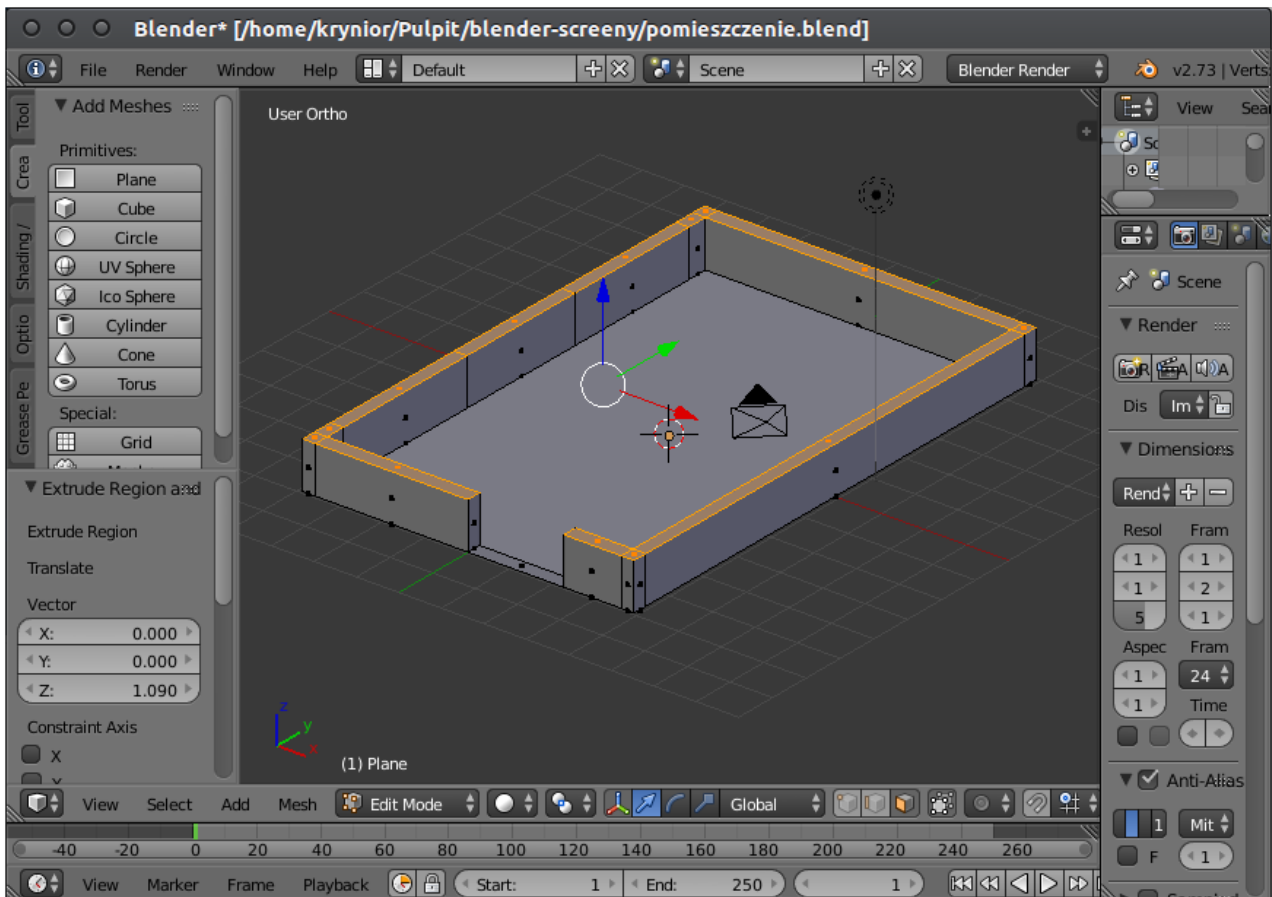 Blender* [/home/krynior/Pulpit/blender-screeny/pomieszczenie.blend]
File Render Window Help Default Scene Blender Render v2.73 | Verts:
Tool
Crea
Shading /
Optio
Grease Pe
Add Meshes
Primitives:
Plane
Cube
Circle
UV Sphere
Ico Sphere
Cylinder
Cone
Torus
Special:
Grid
Extrude Region and
Extrude Region
Translate
Vector
X: 0.000
Y: 0.000
Z: 1.090
Constraint Axis
X
User Ortho
z
y
x
(1) Plane
View Sea
Sc
Scene
Render
R A A
Dis Im
Dimensions
Rend
Resol Fram
1 1
1 2
5 1
Aspec Fram
1 24
1 Time
Anti-Alias
1 Mit
F 1
View Select Add Mesh Edit Mode Global
-40 -20 0 20 40 60 80 100 120 140 160 180 200 220 240 260
View Marker Frame Playback Start: 1 End: 250 1